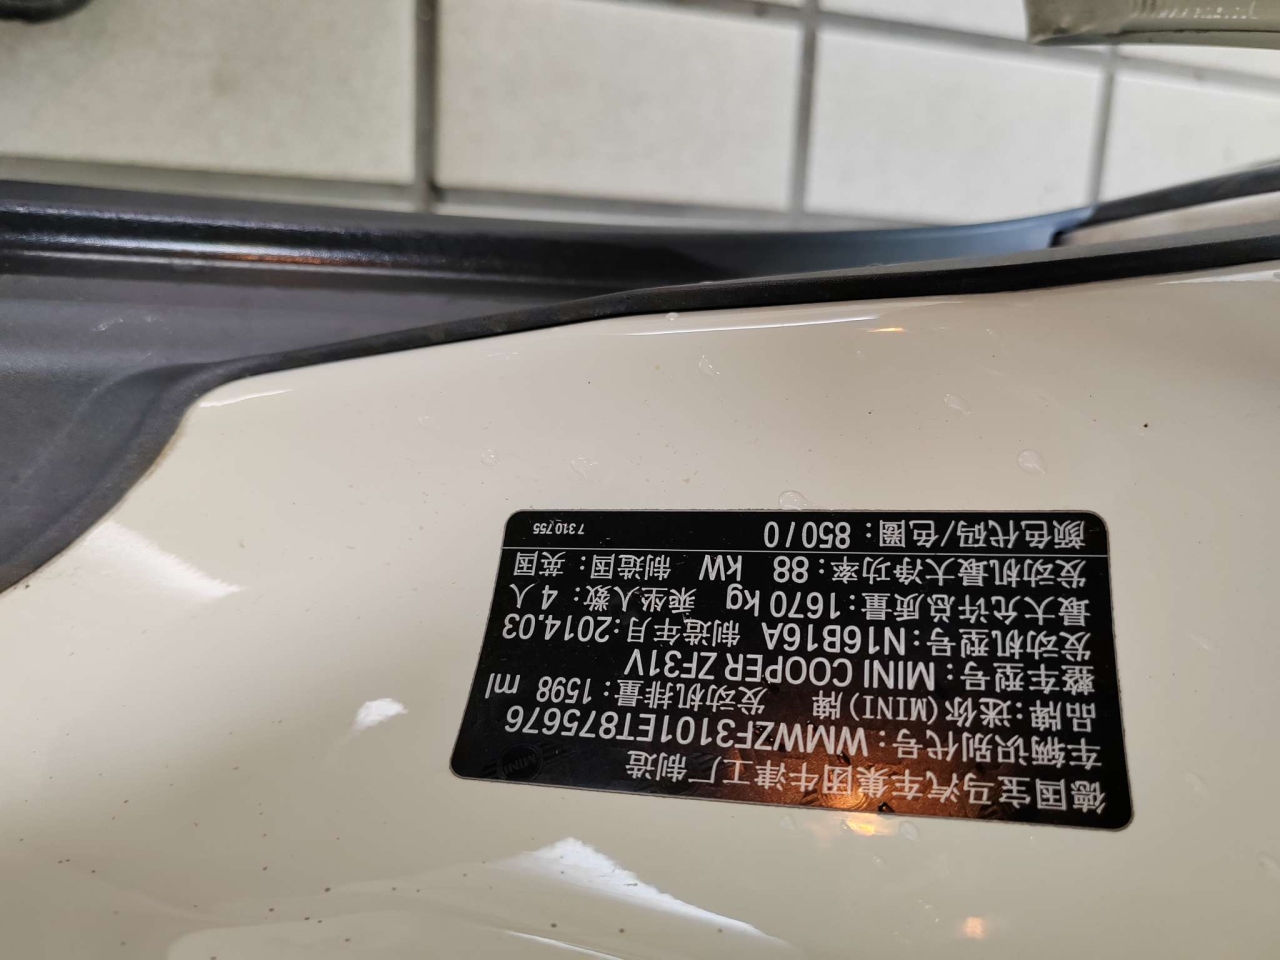 德国宝马汽车集团牛津工厂制造
车辆识别代号: WMWZF3101ET875676
品牌:迷你(MINI)牌 发动机排量: 1598 ml
整车型号: MINI COOPER ZF31V
发动机型号:N16B16A 制造年月:2014.03
最大允许总质量:1670 kg 乘坐人数: 4人
发动机最大净功率: 88 kW 制造国: 英国
颜色代码/色圈: 850 / 0 7 310 755
MINI